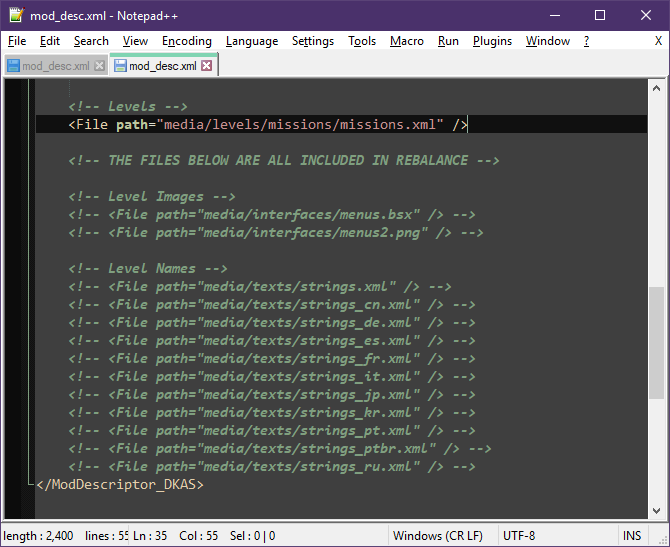 mod_desc.xml - Notepad++
File Edit Search View Encoding Language Settings Tools Macro Run Plugins Window ? X
mod_desc.xml mod_desc.xml
<!-- Levels -->
<File path="media/levels/missions/missions.xml" />
<!-- THE FILES BELOW ARE ALL INCLUDED IN REBALANCE -->
<!-- Level Images -->
<!-- <File path="media/interfaces/menus.bsx" /> -->
<!-- <File path="media/interfaces/menus2.png" /> -->
<!-- Level Names -->
<!-- <File path="media/texts/strings.xml" /> -->
<!-- <File path="media/texts/strings_cn.xml" /> -->
<!-- <File path="media/texts/strings_de.xml" /> -->
<!-- <File path="media/texts/strings_es.xml" /> -->
<!-- <File path="media/texts/strings_fr.xml" /> -->
<!-- <File path="media/texts/strings_it.xml" /> -->
<!-- <File path="media/texts/strings_jp.xml" /> -->
<!-- <File path="media/texts/strings_kr.xml" /> -->
<!-- <File path="media/texts/strings_pt.xml" /> -->
<!-- <File path="media/texts/strings_ptbr.xml" /> -->
<!-- <File path="media/texts/strings_ru.xml" /> -->
</ModDescriptor_DKAS>
length : 2,400 lines : 55 Ln : 35 Col : 55 Sel : 0 | 0 Windows (CR LF) UTF-8 INS